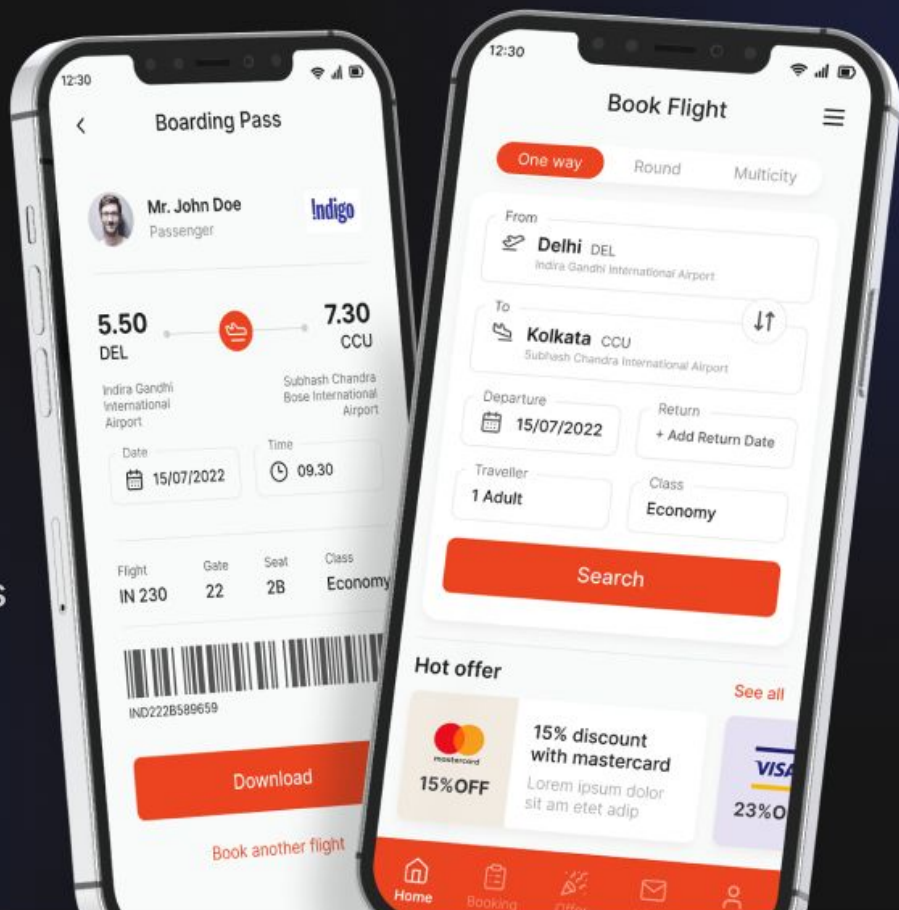 12:30
Boarding Pass
Mr. John Doe
Passenger
Indigo
5.50
7.30
DEL
CCU
Indira Gandhi
International
Airport
Subhash Chandra
Bose International
Airport
Date
Time
15/07/2022
09.30
Flight
Gate
Seat
Class
IN 230
22
2B
Economy
IND222B589659
Download
Book another flight
s
12:30
Book Flight
One way
Round
Multicity
From
Delhi DEL
Indira Gandhi International Airport
To
Kolkata CCU
Subhash Chandra International Airport
Departure
Return
15/07/2022
+ Add Return Date
Traveller
Class
1 Adult
Economy
Search
Hot offer
See all
mastercard
15%OFF
15% discount
with mastercard
Lorem ipsum dolor
sit am etet adip
VISA
23%O
Home
Booking
Offer